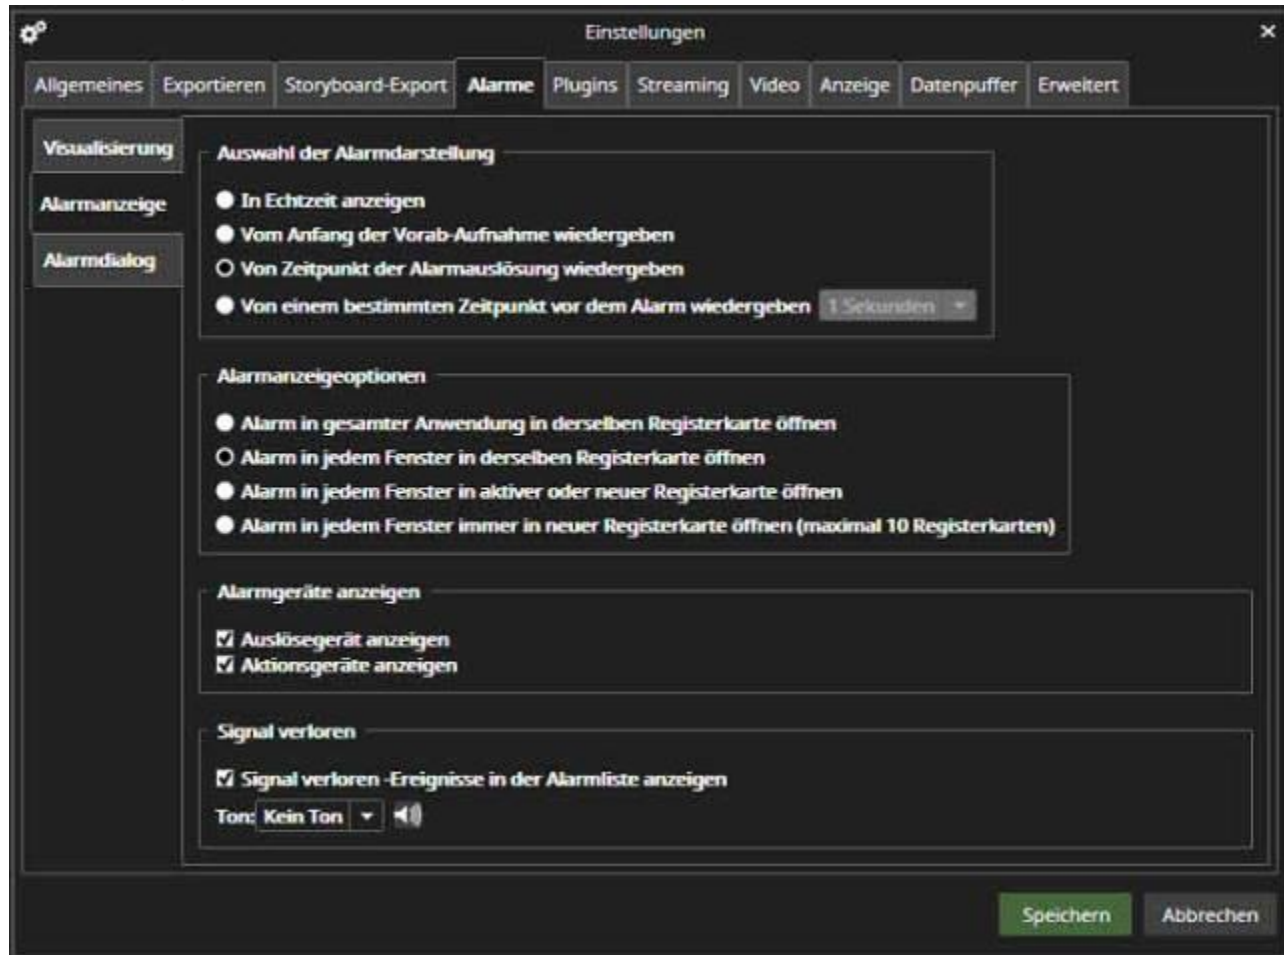 Einstellungen
Allgemeines Exportieren Storyboard-Export Alarme Plugins Streaming Video Anzeige Datenpuffer Erweitert
Visualisierung
Alarmanzeige
Alarmdialog
Auswahl der Alarmdarstellung
In Echtzeit anzeigen
Vom Anfang der Vorab-Aufnahme wiedergeben
Von Zeitpunkt der Alarmauslösung wiedergeben
Von einem bestimmten Zeitpunkt vor dem Alarm wiedergeben 1 Sekunden
Alarmanzeigeoptionen
Alarm in gesamter Anwendung in derselben Registerkarte öffnen
Alarm in jedem Fenster in derselben Registerkarte öffnen
Alarm in jedem Fenster in aktiver oder neuer Registerkarte öffnen
Alarm in jedem Fenster immer in neuer Registerkarte öffnen (maximal 10 Registerkarten)
Alarmgeräte anzeigen
Auslösegerät anzeigen
Aktionsgeräte anzeigen
Signal verloren
Signal verloren -Ereignisse in der Alarmliste anzeigen
Ton: Kein Ton
Speichern Abbrechen